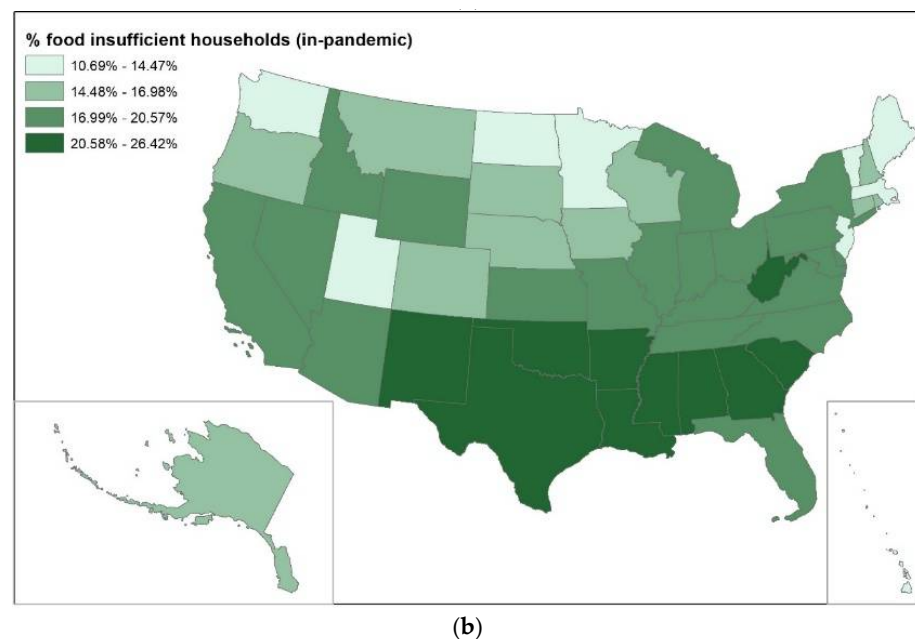 % food insufficient households (in-pandemic)
10.69% - 14.47%
14.48% - 16.98%
16.99% - 20.57%
20.58% - 26.42%
(b)